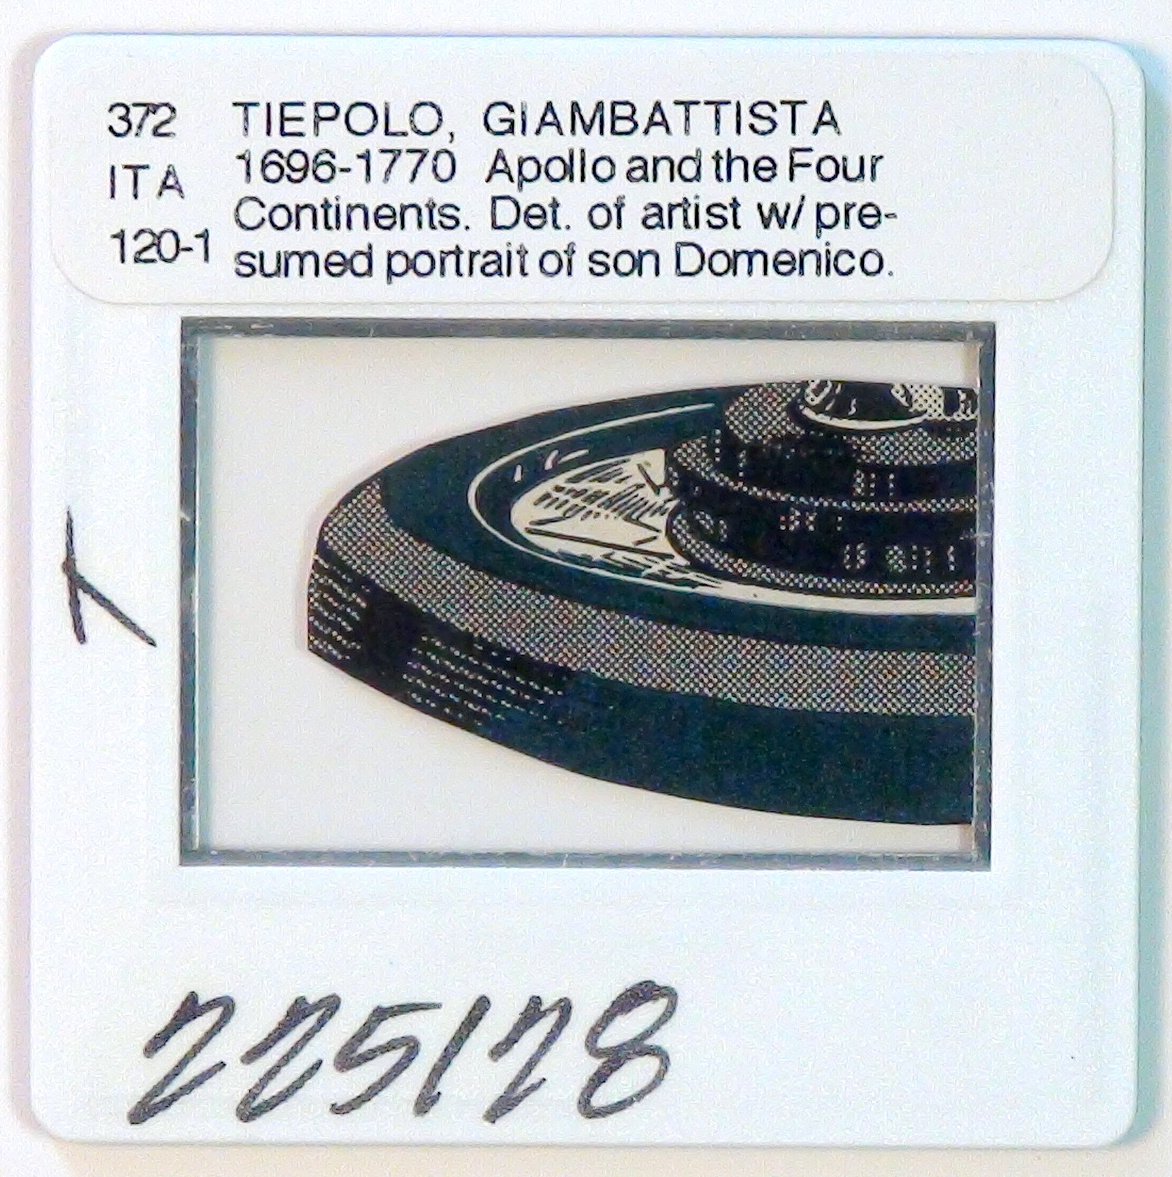 372 TIEPOLO, GIAMBATTISTA
ITA 1696-1770 Apollo and the Four
Continents. Det. of artist w/ pre-
120-1 sumed portrait of son Domenico.
T
225128